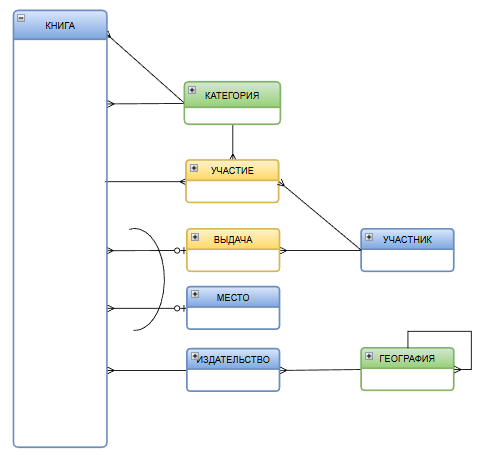 КНИГА
КАТЕГОРИЯ
УЧАСТИЕ
ВЫДАЧА
УЧАСТНИК
МЕСТО
ИЗДАТЕЛЬСТВО
ГЕОГРАФИЯ